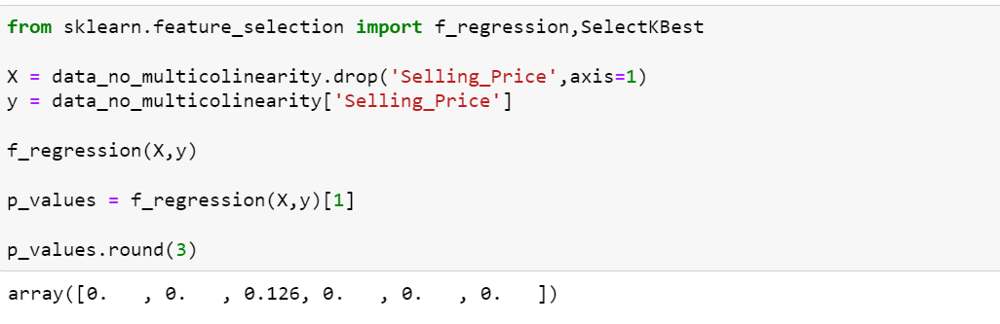 from sklearn.feature_selection import f_regression,SelectKBest
X = data_no_multicolinearity.drop('Selling_Price',axis=1)
y = data_no_multicolinearity['Selling_Price']
f_regression(X,y)
p_values = f_regression(X,y)[1]
p_values.round(3)
array([0.   , 0.   , 0.126, 0.   , 0.   , 0.   ])